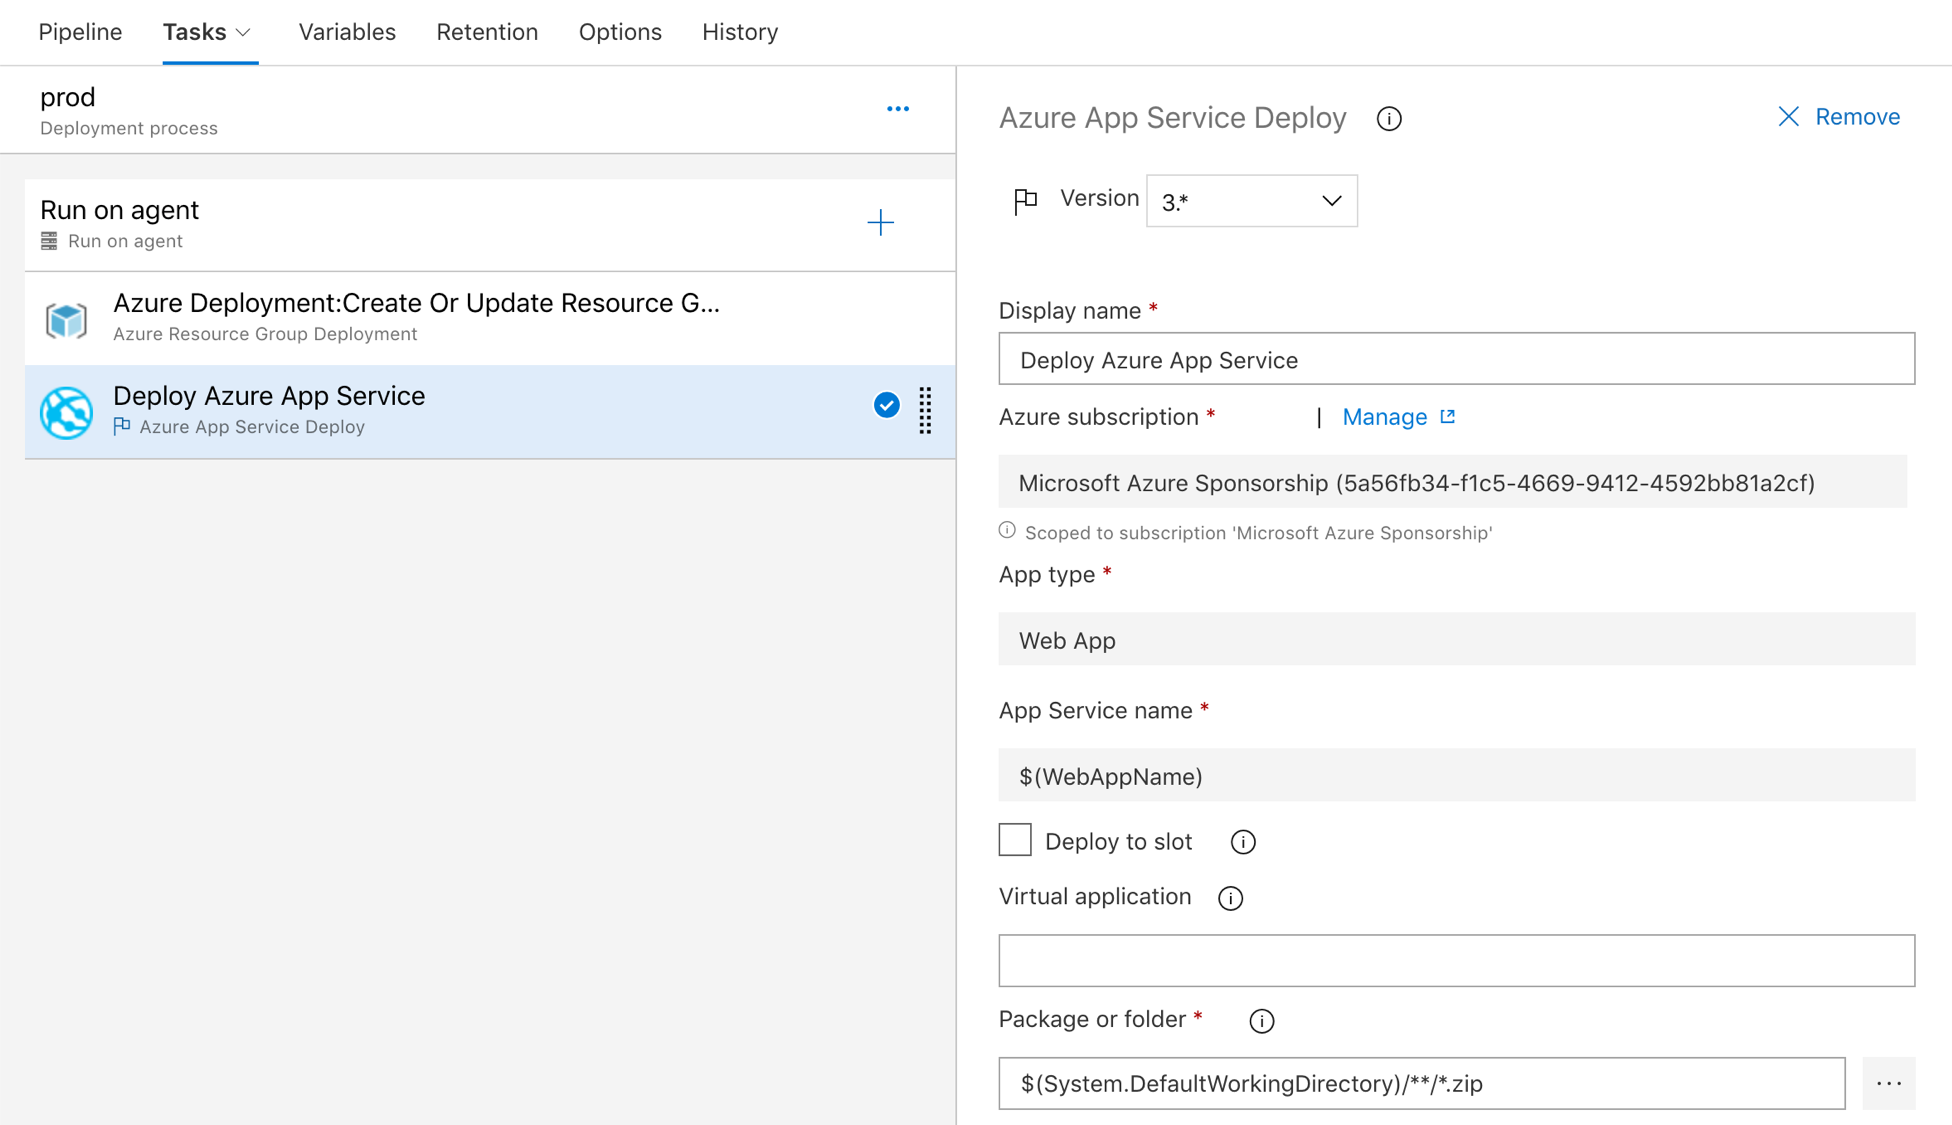 Pipeline Tasks Variables Retention Options History
prod
Deployment process
Run on agent
Run on agent
Azure Deployment:Create Or Update Resource G...
Azure Resource Group Deployment
Deploy Azure App Service
Azure App Service Deploy
Azure App Service Deploy
Remove
Version 3.*
Display name *
Deploy Azure App Service
Azure subscription * | Manage
Microsoft Azure Sponsorship (5a56fb34-f1c5-4669-9412-4592bb81a2cf)
Scoped to subscription 'Microsoft Azure Sponsorship'
App type *
Web App
App Service name *
$(WebAppName)
Deploy to slot
Virtual application
Package or folder *
$(System.DefaultWorkingDirectory)/**/*.zip